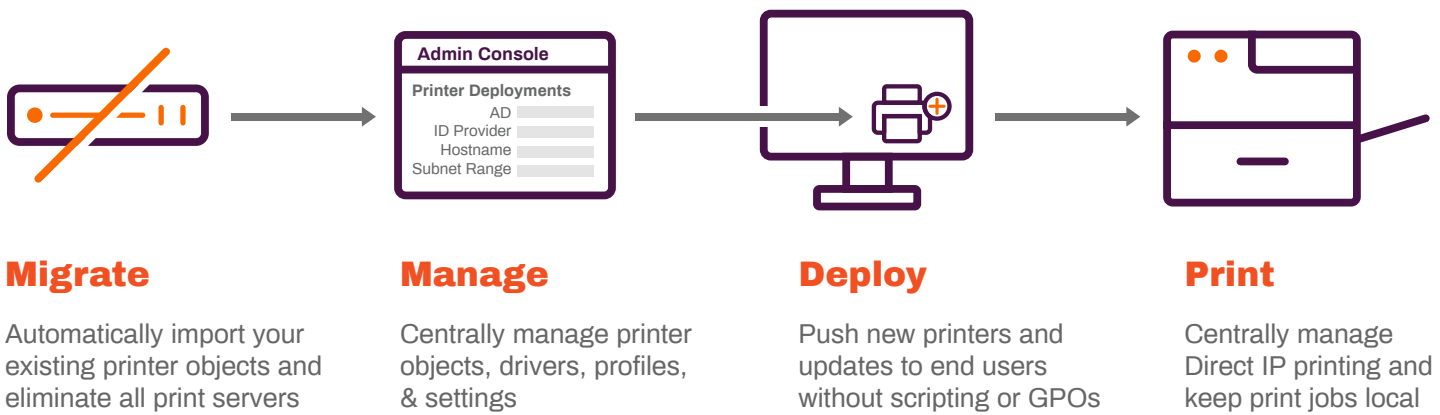 Admin Console
Printer Deployments
AD
ID Provider
Hostname
Subnet Range
Migrate
Automatically import your
existing printer objects and
eliminate all print servers
Manage
Centrally manage printer
objects, drivers, profiles,
& settings
Deploy
Push new printers and
updates to end users
without scripting or GPOs
Print
Centrally manage
Direct IP printing and
keep print jobs local